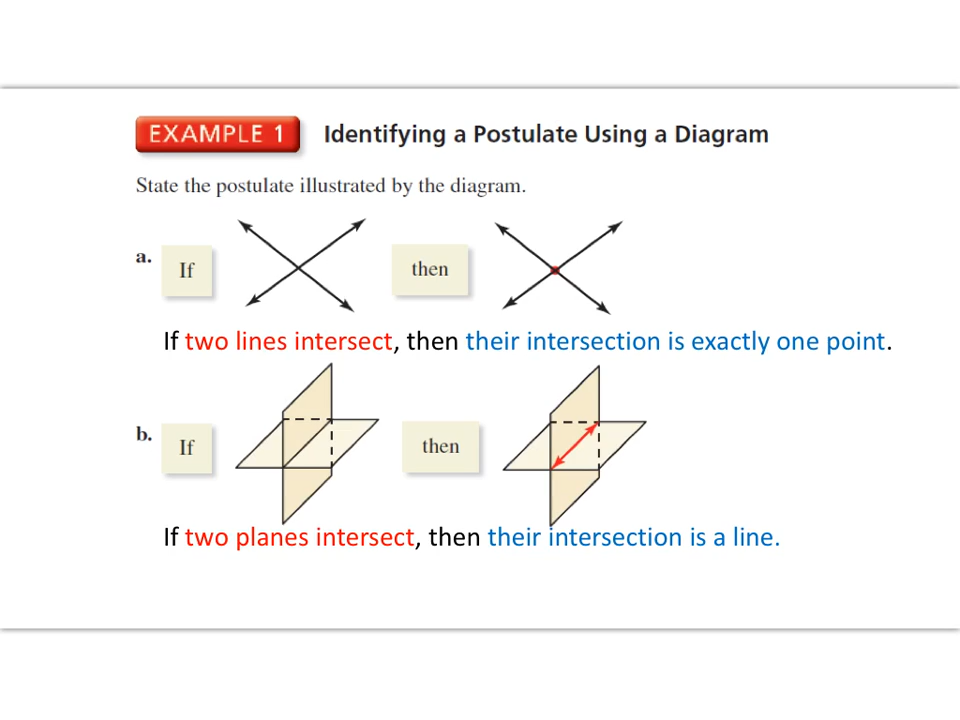 EXAMPLE 1 Identifying a Postulate Using a Diagram
State the postulate illustrated by the diagram.
a. If then
If two lines intersect, then their intersection is exactly one point.
b. If then
If two planes intersect, then their intersection is a line.